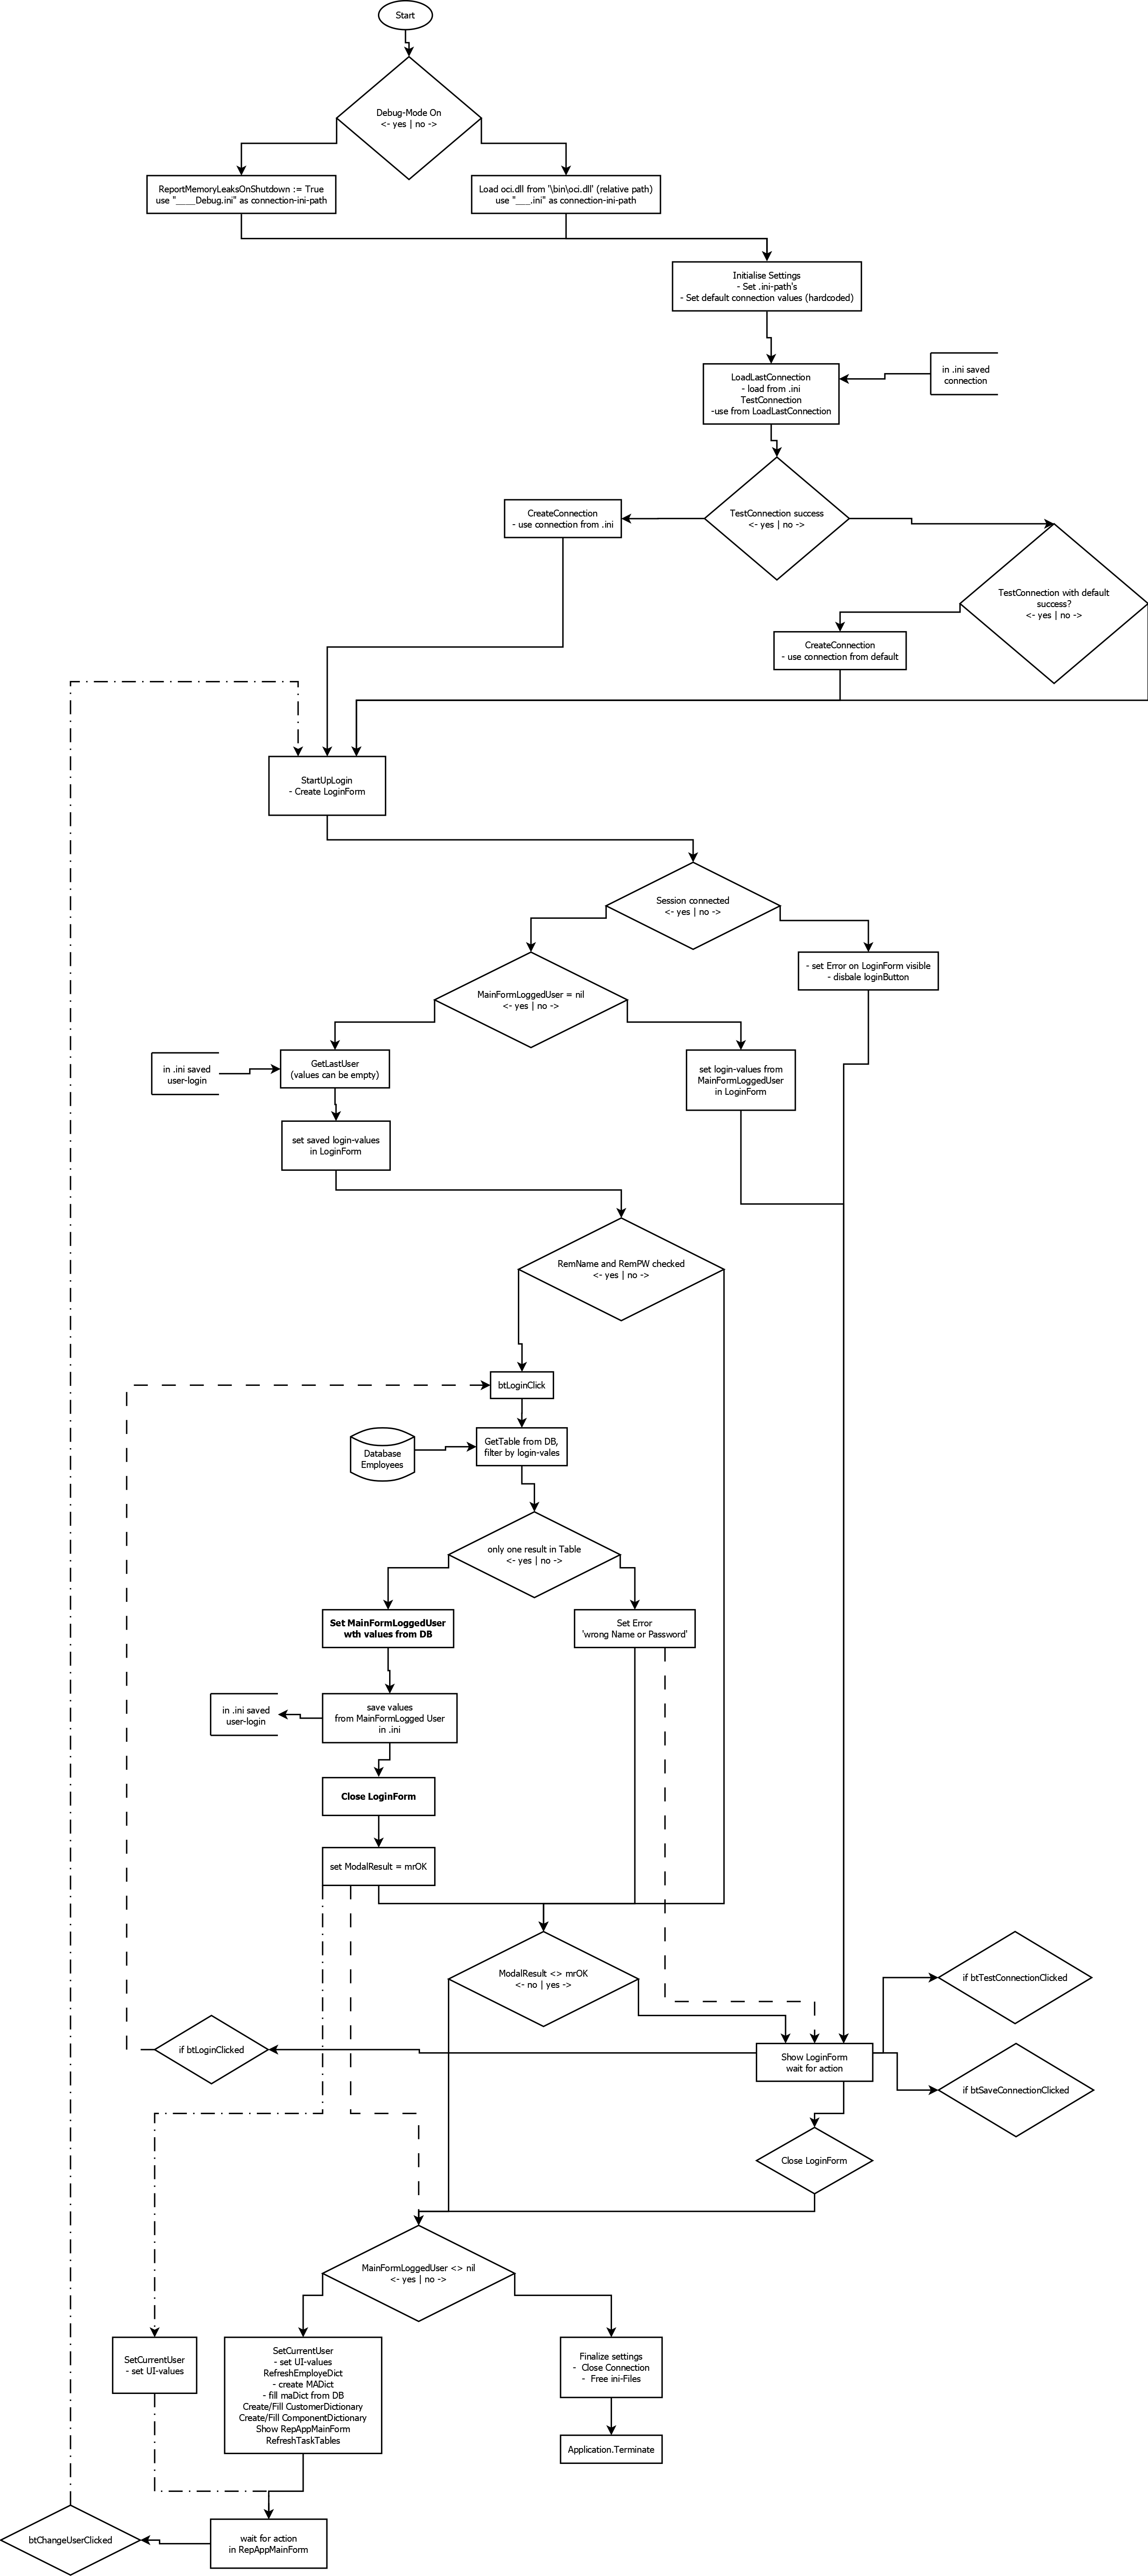 Start
Debug-Mode On
<- yes | no ->
ReportMemoryLeaksOnShutdown := True
use "____Debug.ini" as connection-ini-path
Load oci.dll from '\bin\oci.dll' (relative path)
use "___.ini" as connection-ini-path
Initialise Settings
- Set .ini-path's
- Set default connection values (hardcoded)
LoadLastConnection
- load from .ini
TestConnection
-use from LoadLastConnection
in .ini saved
connection
TestConnection success
<- yes | no ->
CreateConnection
- use connection from .ini
TestConnection with default
success?
<- yes | no ->
CreateConnection
- use connection from default
StartUpLogin
- Create LoginForm
Session connected
<- yes | no ->
- set Error on LoginForm visible
- disbale loginButton
MainFormLoggedUser = nil
<- yes | no ->
in .ini saved
user-login
GetLastUser
(values can be empty)
set login-values from
MainFormLoggedUser
in LoginForm
set saved login-values
in LoginForm
RemName and RemPW checked
<- yes | no ->
btLoginClick
Database
Employees
GetTable from DB,
filter by login-vales
only one result in Table
<- yes | no ->
Set MainFormLoggedUser
wth values from DB
Set Error
'wrong Name or Password'
in .ini saved
user-login
save values
from MainFormLogged User
in .ini
Close LoginForm
set ModalResult = mrOK
ModalResult <> mrOK
<- no | yes ->
if btTestConnectionClicked
if btLoginClicked
Show LoginForm
wait for action
if btSaveConnectionClicked
Close LoginForm
MainFormLoggedUser <> nil
<- yes | no ->
SetCurrentUser
- set UI-values
SetCurrentUser
- set UI-values
RefreshEmployeDict
- create MADict
- fill maDict from DB
Create/Fill CustomerDictionary
Create/Fill ComponentDictionary
Show RepAppMainForm
RefreshTaskTables
Finalize settings
- Close Connection
- Free ini-Files
Application.Terminate
btChangeUserClicked
wait for action
in RepAppMainForm